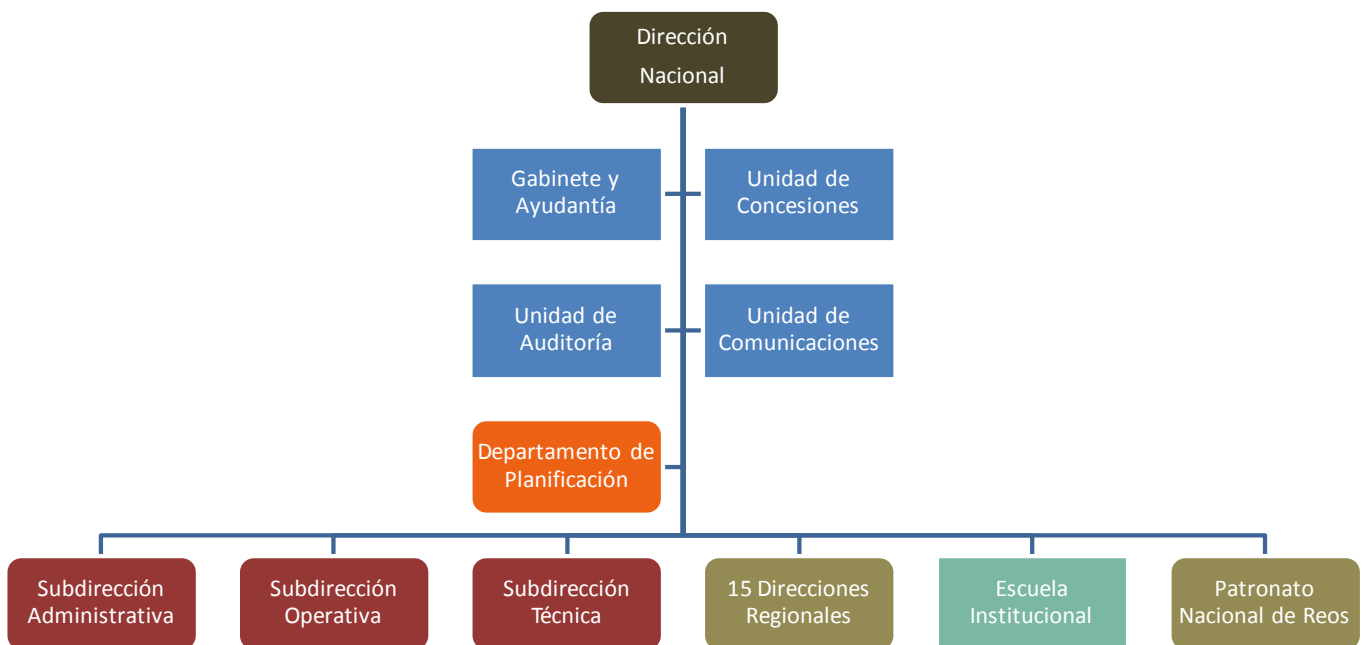 Dirección
Nacional
Gabinete y
Ayudantía
Unidad de
Concesiones
Unidad de
Auditoría
Unidad de
Comunicaciones
Departamento de
Planificación
Subdirección
Administrativa
Subdirección
Operativa
Subdirección
Técnica
15 Direcciones
Regionales
Escuela
Institucional
Patronato
Nacional de Reos